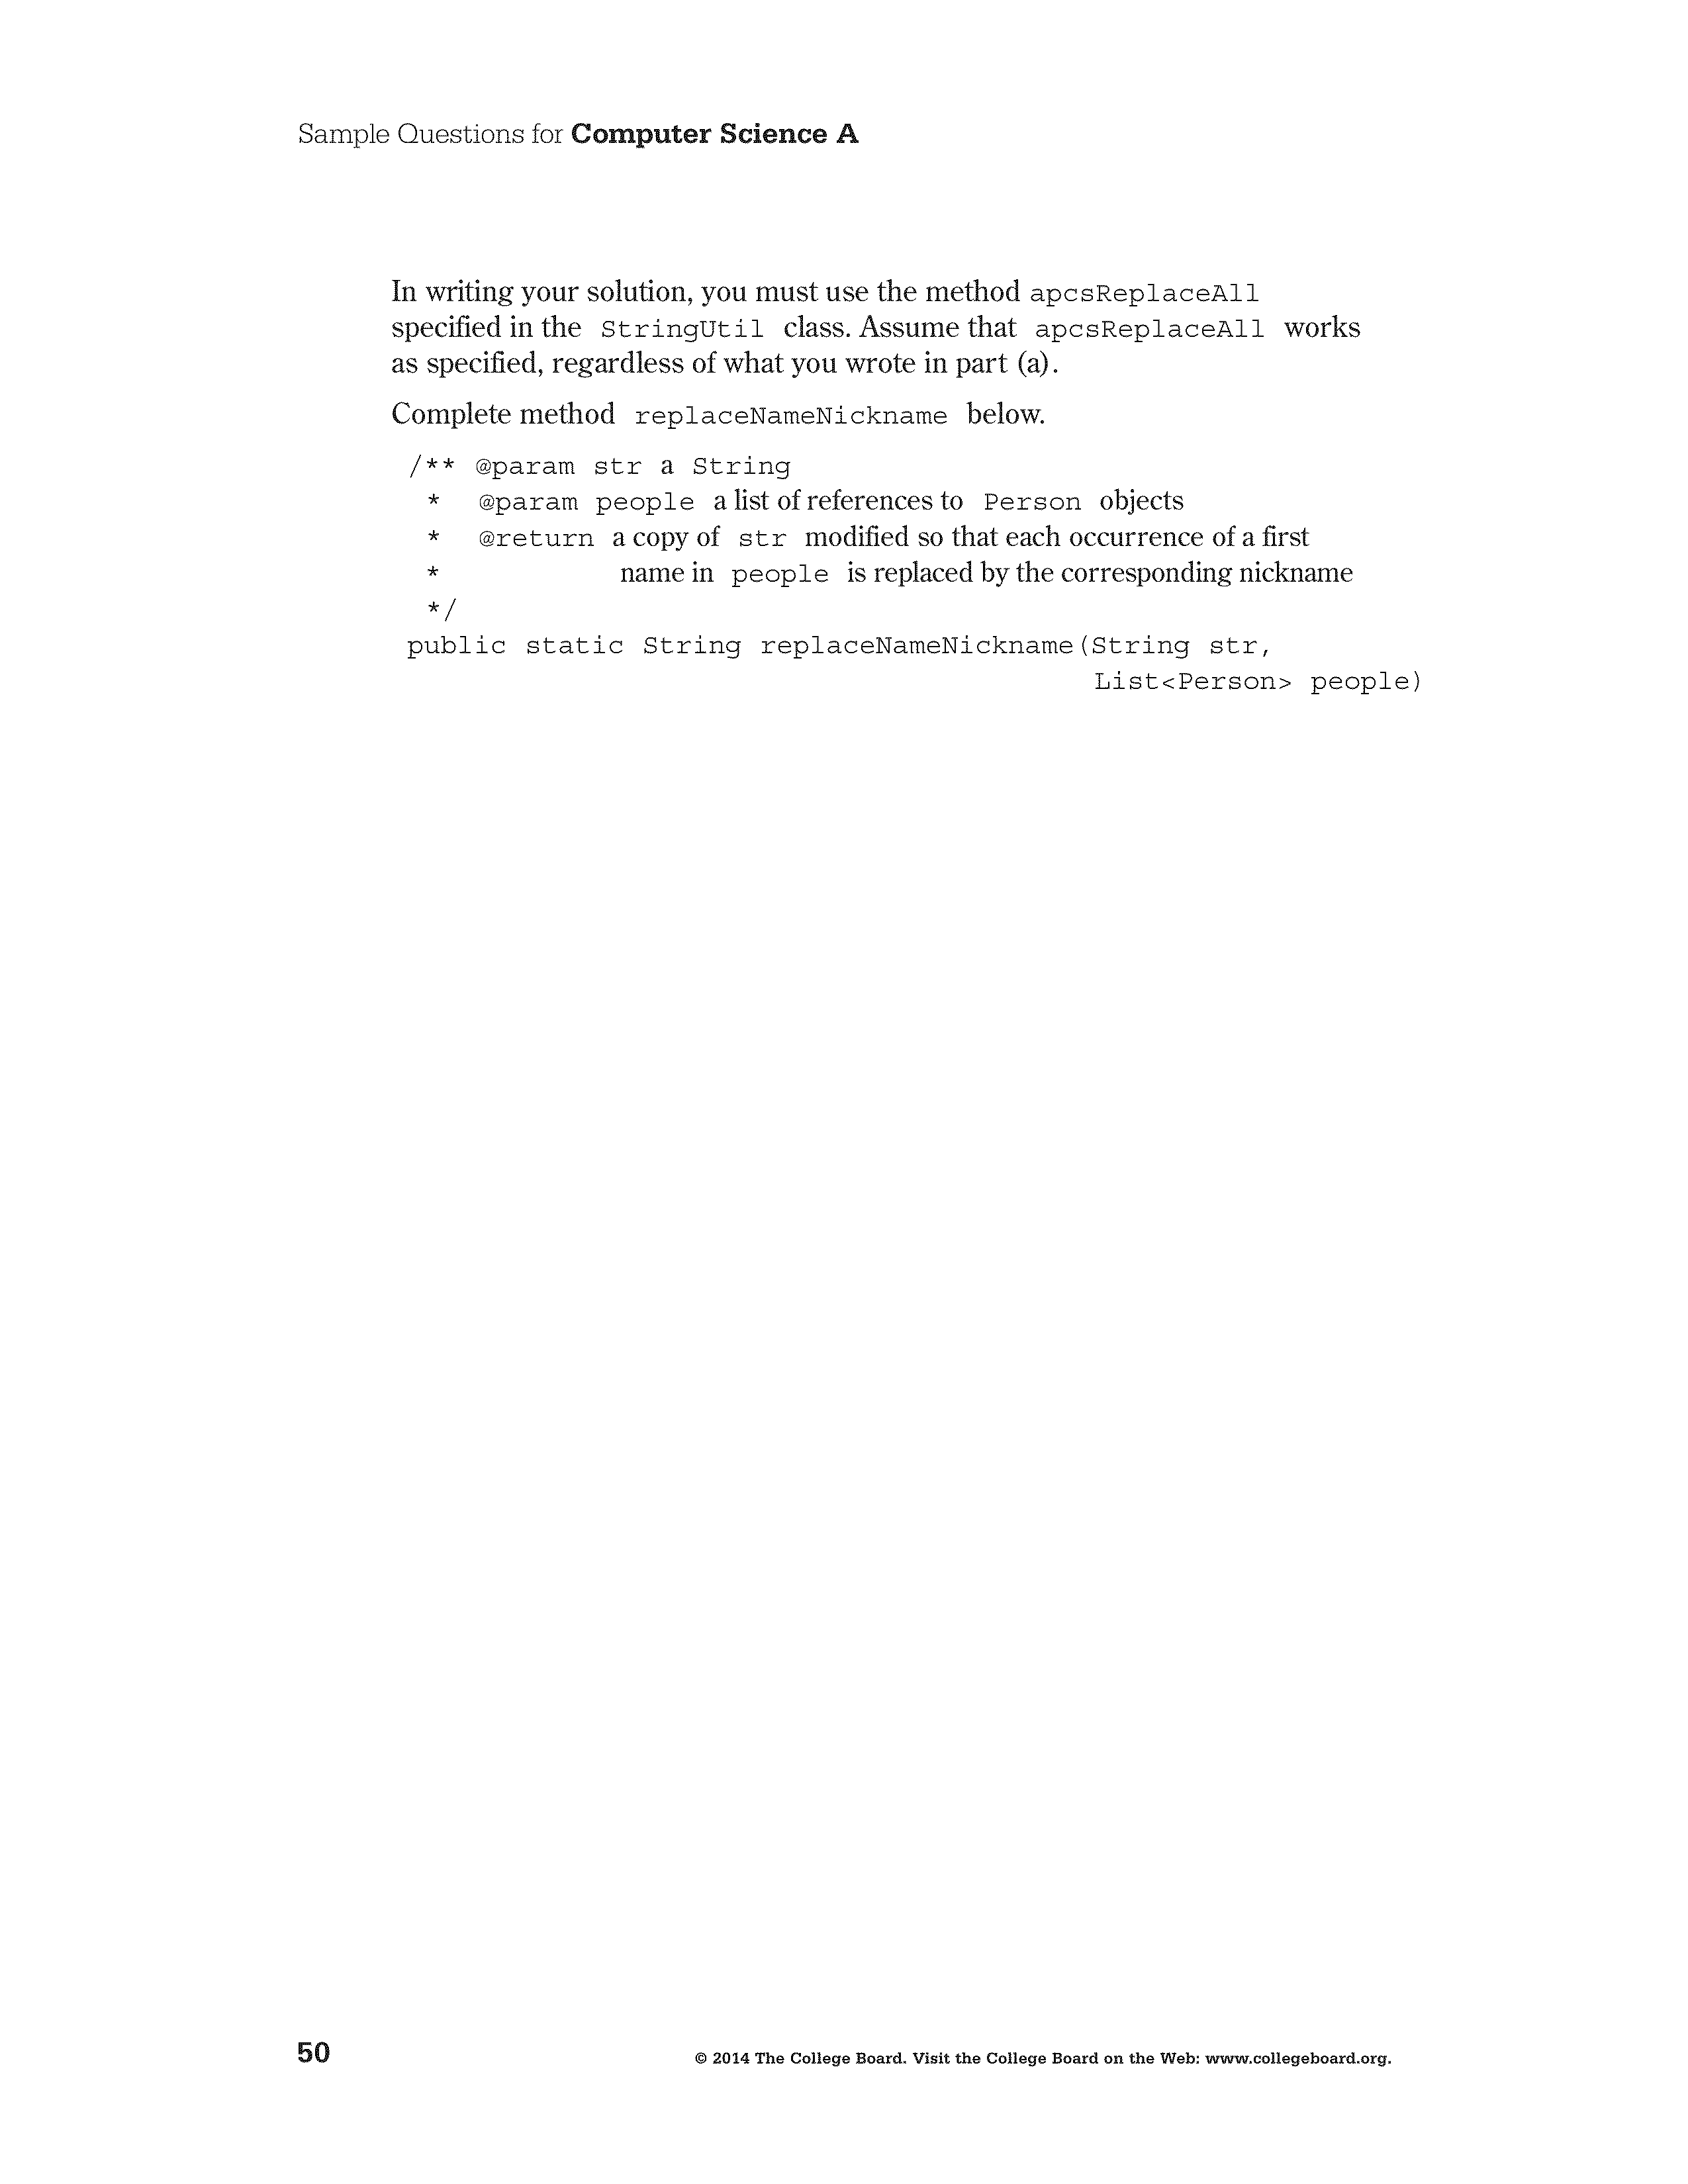 Sample Questions for Computer Science A
In writing your solution, you must use the method apcsReplaceAll
specified in the StringUtil class. Assume that apcsReplaceAll works
as specified, regardless of what you wrote in part (a).
Complete method replaceNameNickname below.
/** @param str a String
* @param people a list of references to Person objects
* @return a copy of str modified so that each occurrence of a first
* name in people is replaced by the corresponding nickname
*/
public static String replaceNameNickname(String str,
List<Person> people)
50
© 2014 The College Board. Visit the College Board on the Web: www.collegeboard.org.